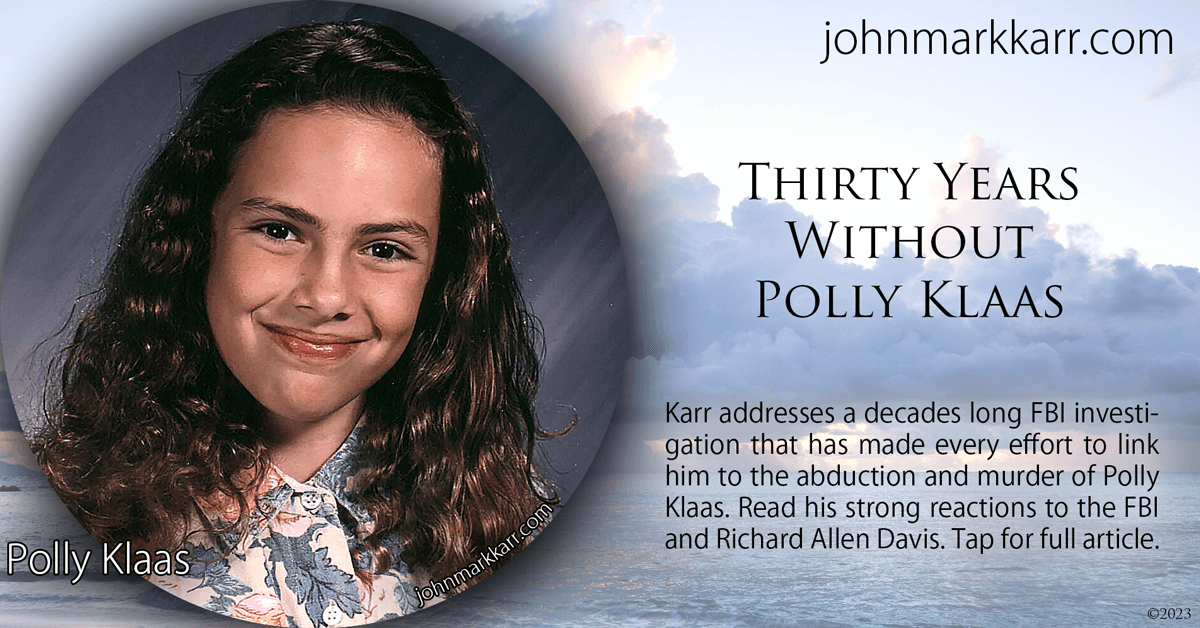 johnmarkkarr.com
Thirty Years
Without
Polly Klaas
Karr addresses a decades long FBI investi-
gation that has made every effort to link
him to the abduction and murder of Polly
Klaas. Read his strong reactions to the FBI
and Richard Allen Davis. Tap for full article.
Polly Klaas
johnmarkkarr.com
©2023